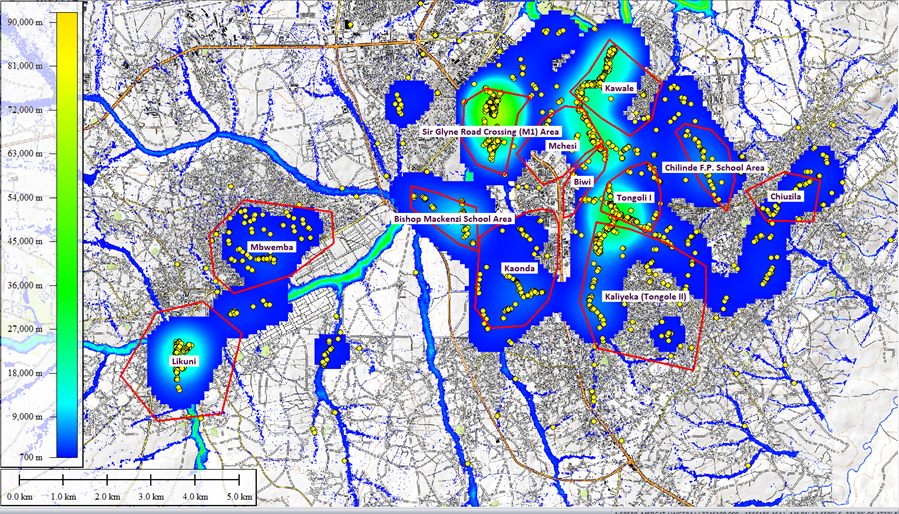 90,000 m
81,000 m
72,000 m
63,000 m
54,000 m
45,000 m
36,000 m
27,000 m
18,000 m
9,000 m
700 m
Kawale
Sir Glyne Road Crossing (M1) Area
Mchesi
Chilinde F.P. School Area
Biwi
Tongoli I
Chiuzila
Bishop Mackenzi School Area
Mbwemba
Kaonda
Kaliyeka (Tongole II)
Likuni
0.0 km 1.0 km 2.0 km 3.0 km 4.0 km 5.0 km